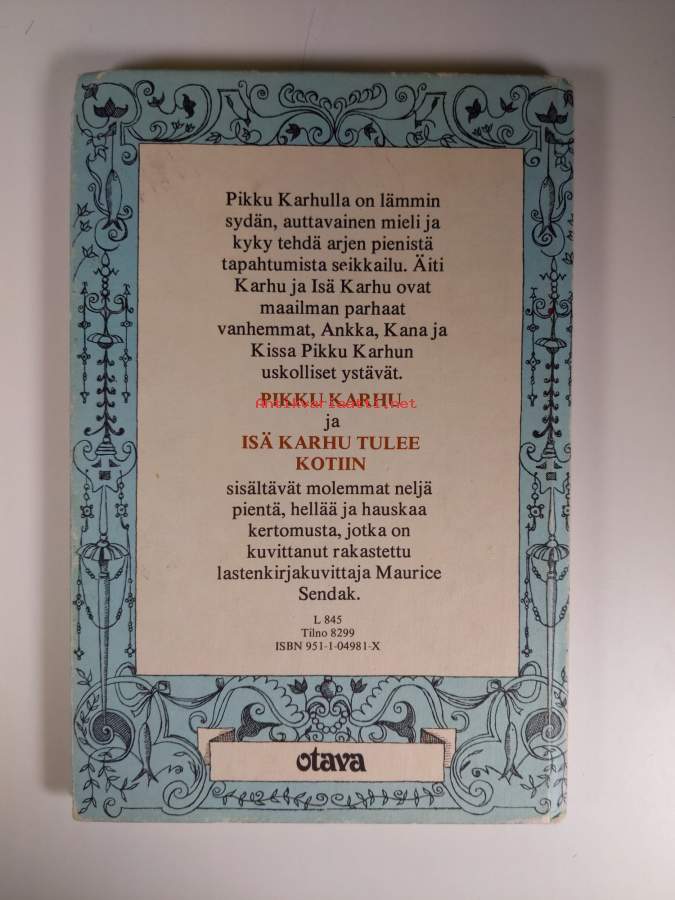 Pikku Karhulla on lämmin
sydän, auttavainen mieli ja
kyky tehdä arjen pienistä
tapahtumista seikkailu. Äiti
Karhu ja Isä Karhu ovat
maailman parhaat
vanhemmat, Ankka, Kana ja
Kissa Pikku Karhun
uskolliset ystävät.
PIKKU KARHU
Antikvariaatti.net
ja
ISÄ KARHU TULEE
KOTIIN
sisältävät molemmat neljä
pientä, hellää ja hauskaa
kertomusta, jotka on
kuvittanut rakastettu
lastenkirjakuvittaja Maurice
Sendak.
L 845
Tilno 8299
ISBN 951-1-04981-X
otava